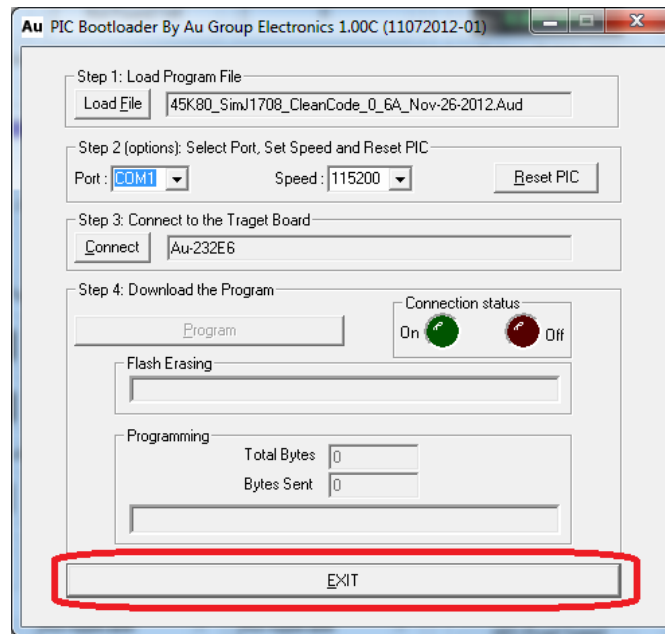 Au PIC Bootloader By Au Group Electronics 1.00C (11072012-01)
Step 1: Load Program File
Load File 45K80_SimJ1708_CleanCode_0_6A_Nov-26-2012.Aud
Step 2 (options): Select Port, Set Speed and Reset PIC
Port : COM1 Speed : 115200 Reset PIC
Step 3: Connect to the Traget Board
Connect Au-232E6
Step 4: Download the Program
Connection status
Program On Off
Flash Erasing
Programming
Total Bytes 0
Bytes Sent 0
EXIT